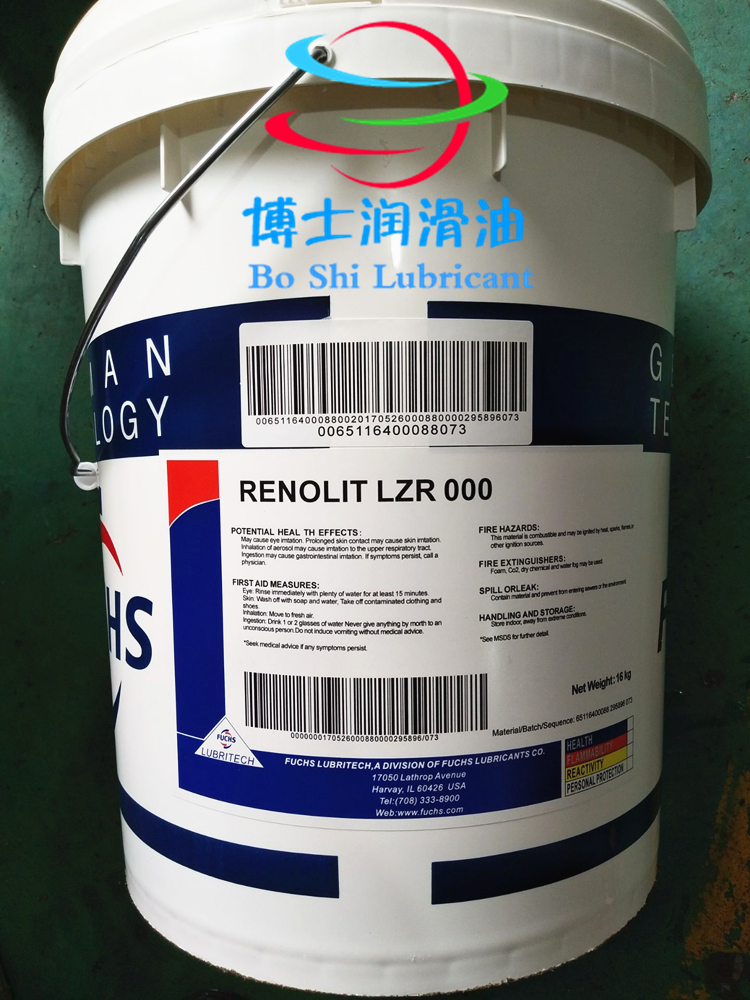 博士润滑油
Bo Shi Lubricant
AN
LOGY
G
TE
00651164000880020170526000880000295896073
0065116400088073
RENOLIT LZR 000
POTENTIAL HEAL TH EFFECTS:
May cause eye irritation. Prolonged skin contact may cause skin irritation.
Inhalation of aerosol may cause irritation to the upper respiratory tract.
Ingestion may cause gastrointestinal irritation. If symptoms persist, call a
physician.
FIRST AID MEASURES:
Eye: Rinse immediately with plenty of water for at least 15 minutes.
Skin: Wash off with soap and water, Take off contaminated clothing and
shoes.
Inhalation: Move to fresh air.
Ingestion: Drink 1 or 2 glasses of water Never give anything by morth to an
unconscious person.Do not induce vomiting without medical advice.
*Seek medical advice if any symptoms persist.
FIRE HAZARDS:
This material is combustible and may be ignited by heat, sparks, flames or
other ignition sources.
FIRE EXTINGUISHERS:
Foam, Co2, dry chemical and water fog may be used.
SPILL ORLEAK:
Contain material and prevent from entering sewers or the environment
HANDLING AND STORAGE:
Store indoor, away from extreme conditions.
*See MSDS for further detail.
HS
Net Weight: 16 kg
Material/Batch/Sequence: 65116400088 295896 073
0000000170526000880000295896/073
FUCHS
LUBRITECH
FUCHS LUBRITECH,A DIVISION OF FUCHS LUBRICANTS CO.
17050 Lathrop Avenue
Harvay, IL 60426 USA
Tel:(708) 333-8900
Web:www.fuchs.com
HEALTH
FLAMMABILITY
REACTIVITY
PERSONAL PROTECTION